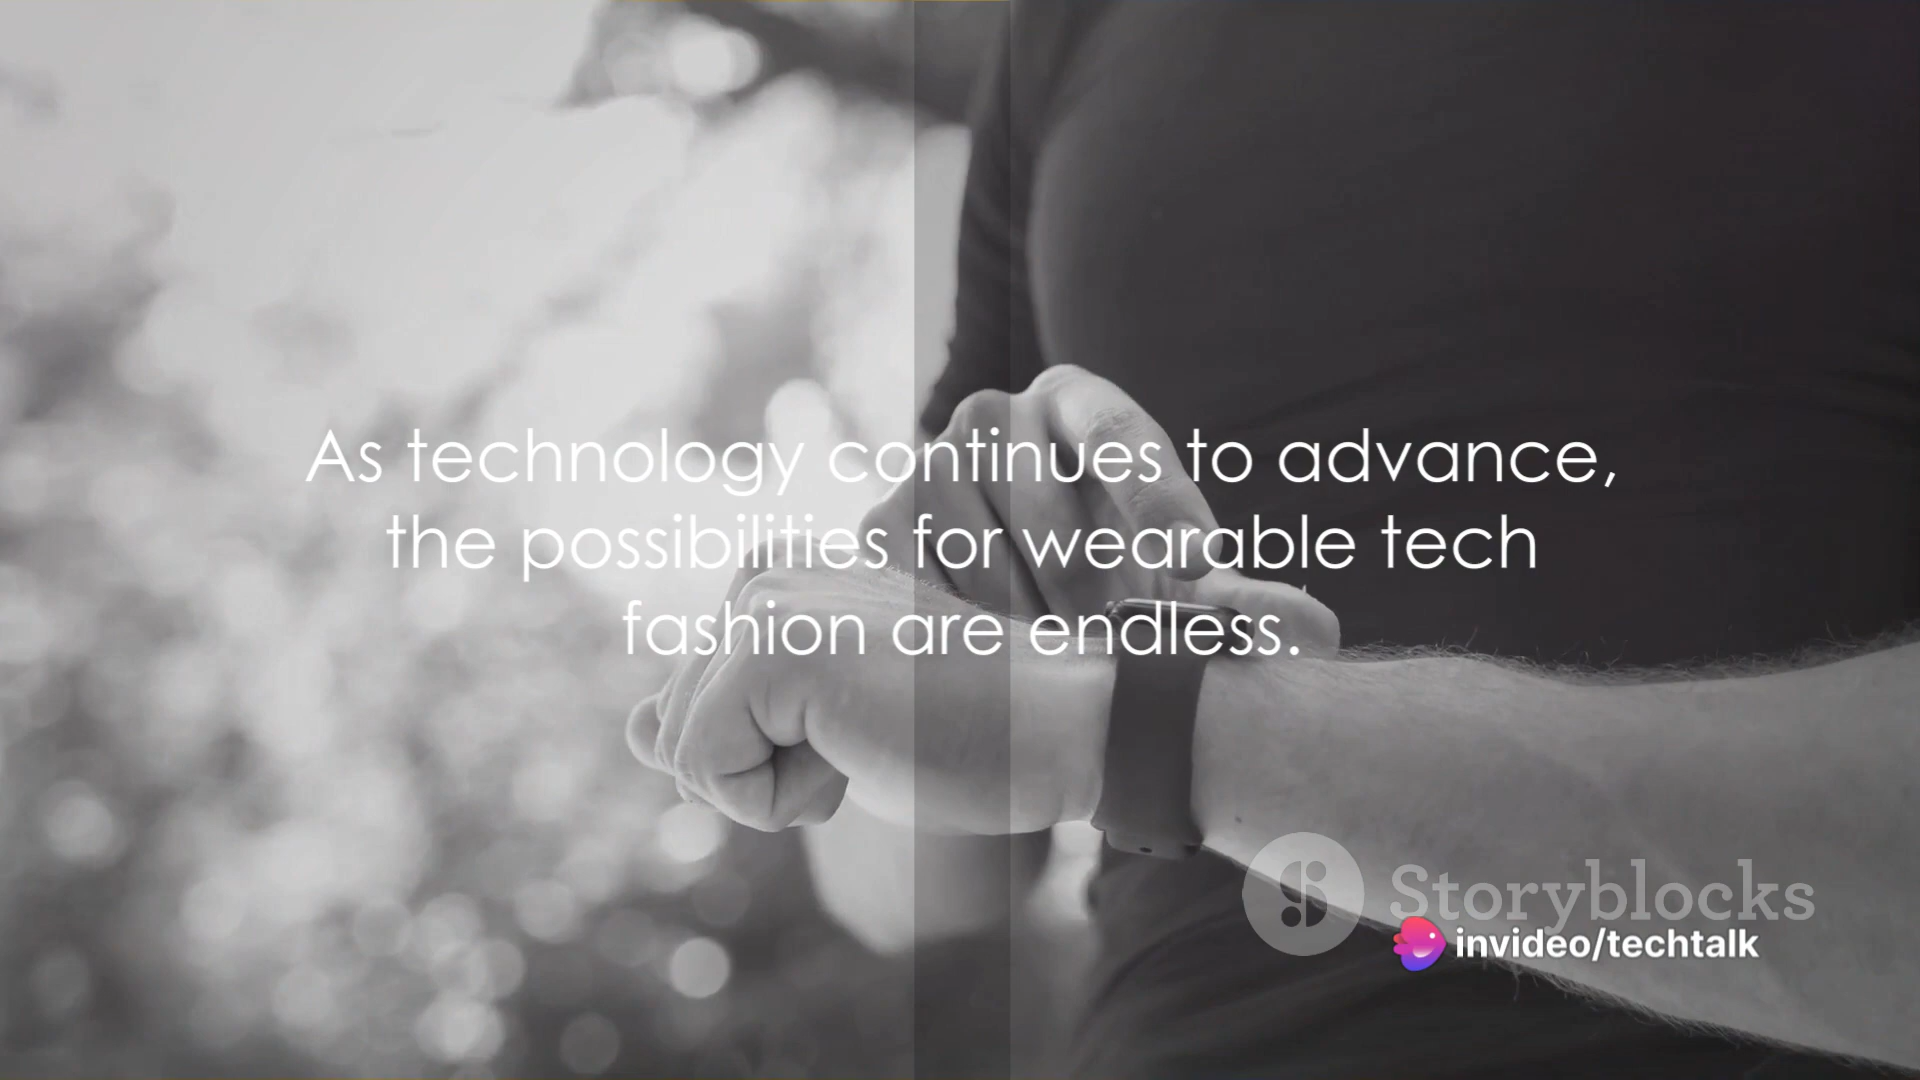 As technology continues to advance,
the possibilities for wearable tech
fashion are endless.
Storyblocks
invideo/techtalk